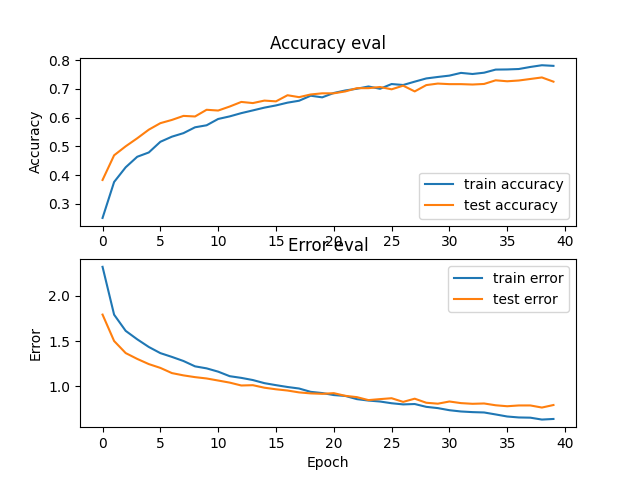 Accuracy eval
Accuracy
0.8
0.7
0.6
0.5
0.4
0.3
train accuracy
test accuracy
0 5 10 15 20 25 30 35 40
Error eval
Error
2.0
1.5
1.0
train error
test error
0 5 10 15 20 25 30 35 40
Epoch